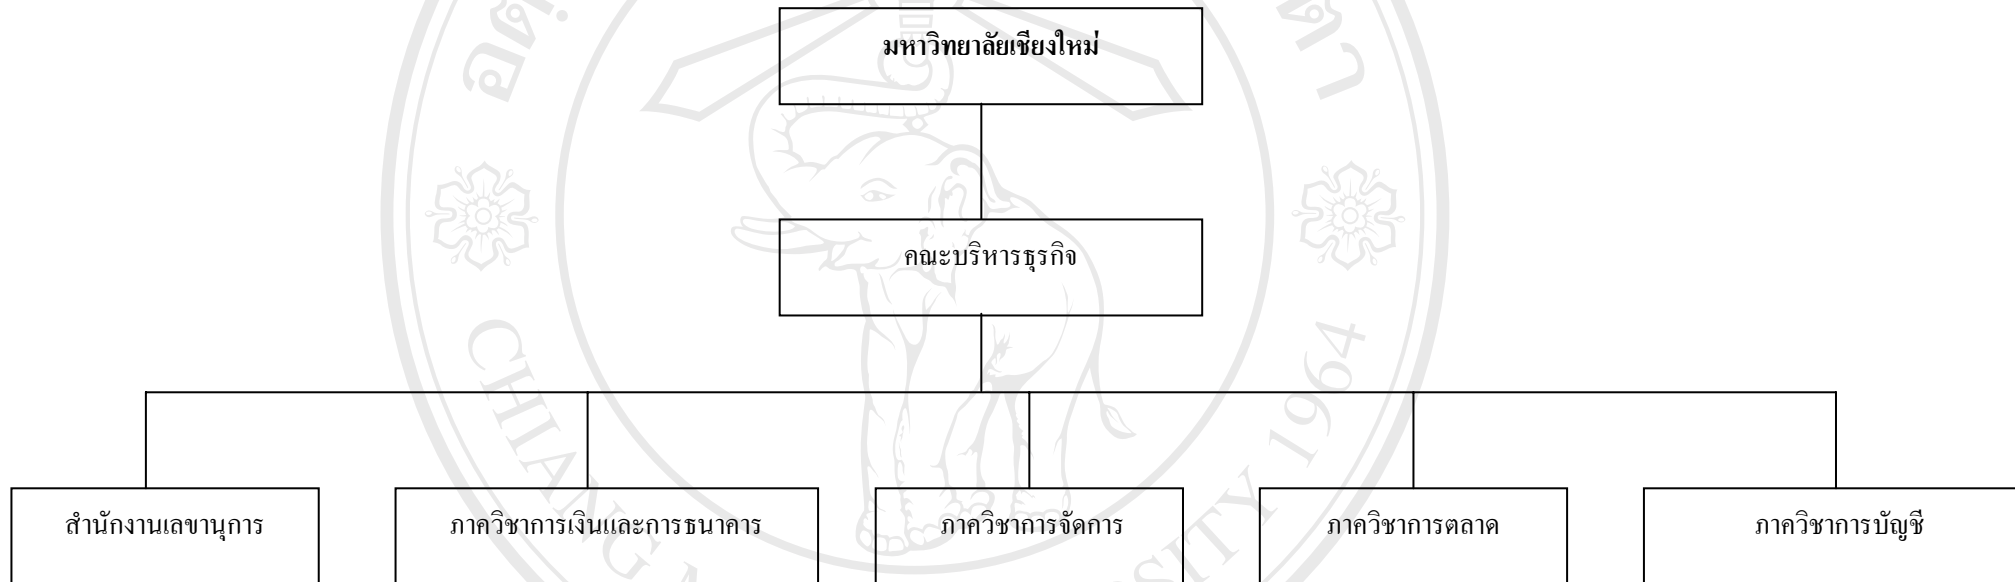 มหาวิทยาลัยเชียงใหม่
คณะบริหารธุรกิจ
สำนักงานเลขานุการ
ภาควิชาการเงินและการธนาคาร
ภาควิชาการจัดการ
ภาควิชาการตลาด
ภาควิชาการบัญชี